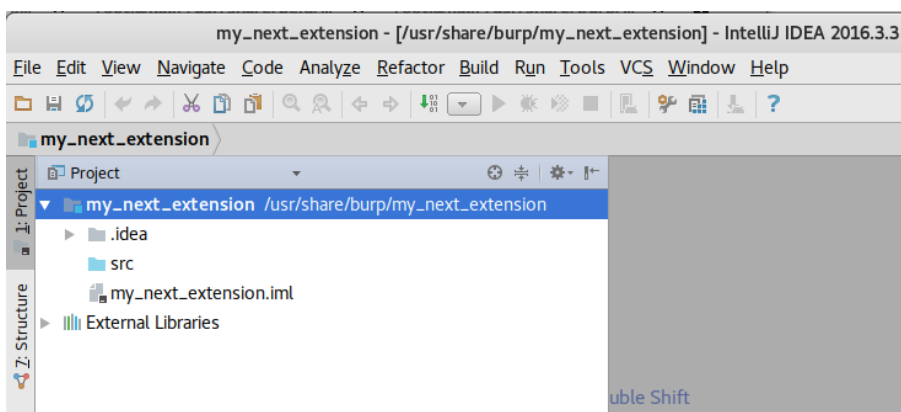 my_next_extension - [/usr/share/burp/my_next_extension] - IntelliJ IDEA 2016.3.3
File Edit View Navigate Code Analyze Refactor Build Run Tools VCS Window Help
my_next_extension
1: Project
Project
my_next_extension /usr/share/burp/my_next_extension
.idea
src
my_next_extension.iml
External Libraries
7: Structure
uble Shift